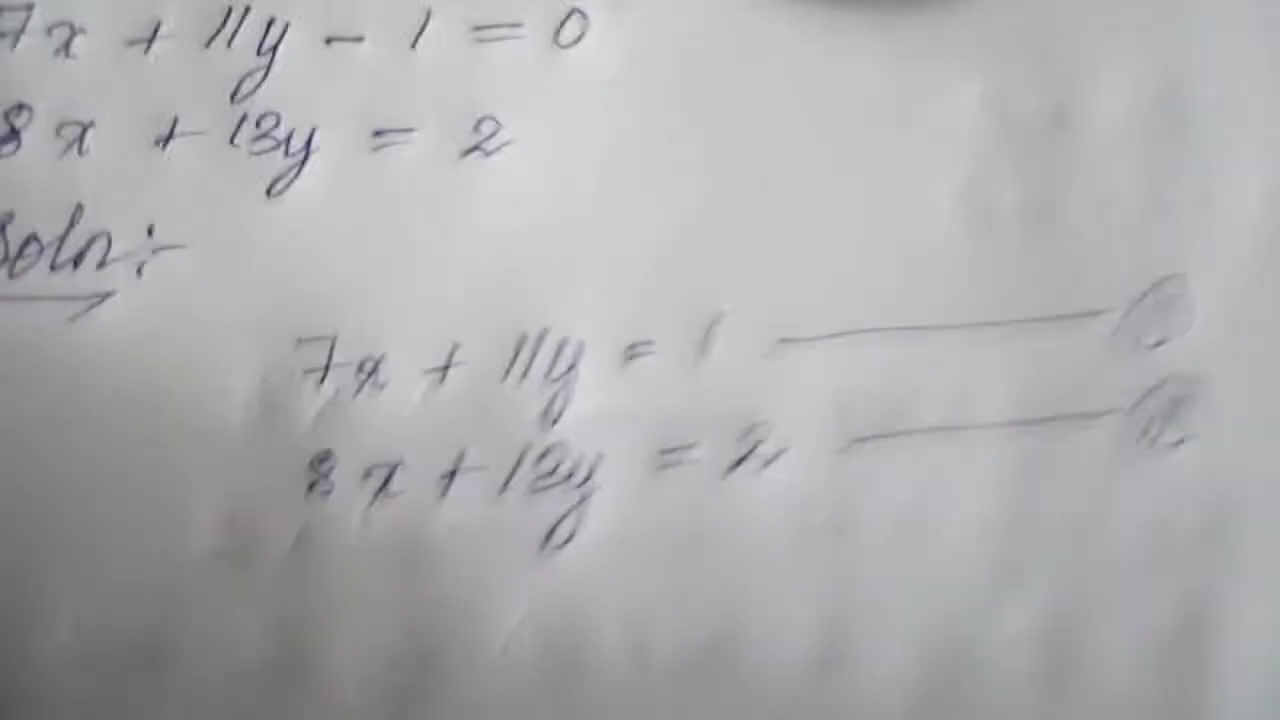 7x + 11y - 1 = 0
8x + 13y = 2
Soln:-
7x + 11y = 1
8x + 13y = 2